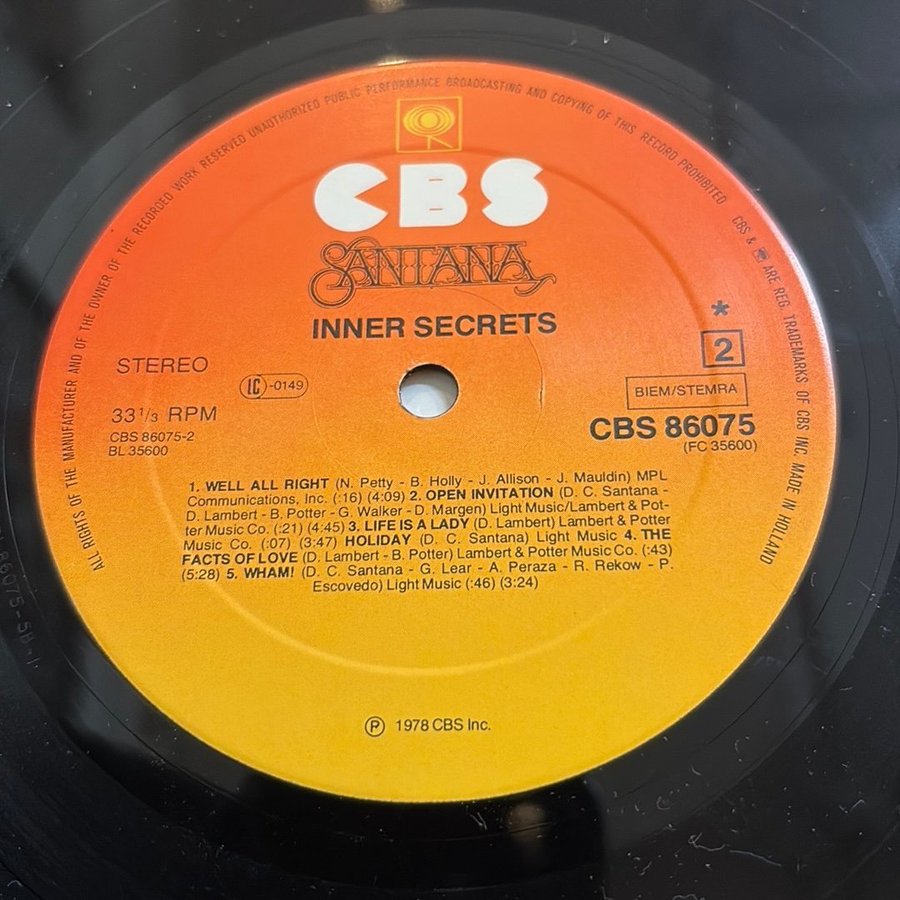 ALL RIGHTS OF THE MANUFACTURER AND OF THE OWNER OF THE RECORDED WORK RESERVED UNAUTHORIZED PUBLIC PERFORMANCE BROADCASTING AND COPYING OF THIS RECORD PROHIBITED CBS & ARE REG. TRADEMARKS OF CBS INC. MADE IN HOLLAND
CBS
SANTANA
INNER SECRETS
STEREO
33 1/3 RPM
CBS 86075-2
BL 35600
IC -0149
*
2
BIEM/STEMRA
CBS 86075
(FC 35600)
1. WELL ALL RIGHT (N. Petty - B. Holly - J. Allison - J. Mauldin) MPL
Communications, Inc. (:16) (4:09) 2. OPEN INVITATION (D. C. Santana -
D. Lambert - B. Potter - G. Walker - D. Margen) Light Music/Lambert & Pot-
ter Music Co. (:21) (4:45) 3. LIFE IS A LADY (D. Lambert) Lambert & Potter
Music Co. (:07) (3:47) HOLIDAY (D. C. Santana) Light Music 4. THE
FACTS OF LOVE (D. Lambert - B. Potter) Lambert & Potter Music Co. (:43)
(5:28) 5. WHAM! (D. C. Santana - G. Lear - A. Peraza - R. Rekow - P.
Escovedo) Light Music (:46) (3:24)
℗ 1978 CBS Inc.